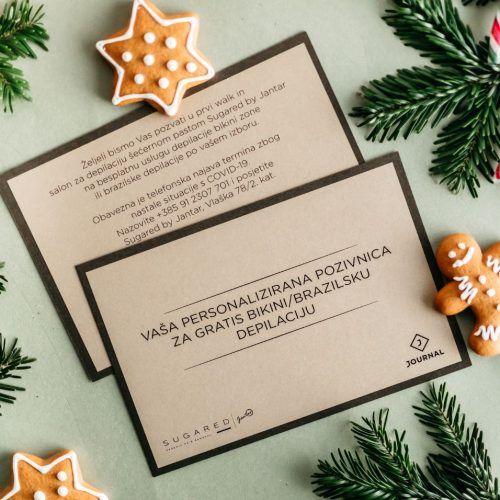 Željeli bismo Vas pozvati u prvi walk in
salon za depilaciju šećernom pastom Sugared by Jantar
na besplatnu uslugu depilacije bikini zone
ili brazilske depilacije po vašem izboru.
Obavezna je telefonska najava termina zbog
nastale situacije s COVID-19.
Nazovite +385 91 2307 701 i posjetite
Sugared by Jantar, Vlaška 78/2. kat.
VAŠA PERSONALIZIRANA POZIVNICA
ZA GRATIS BIKINI/BRAZILSKU
DEPILACIJU
J
JOURNAL
SUGARED